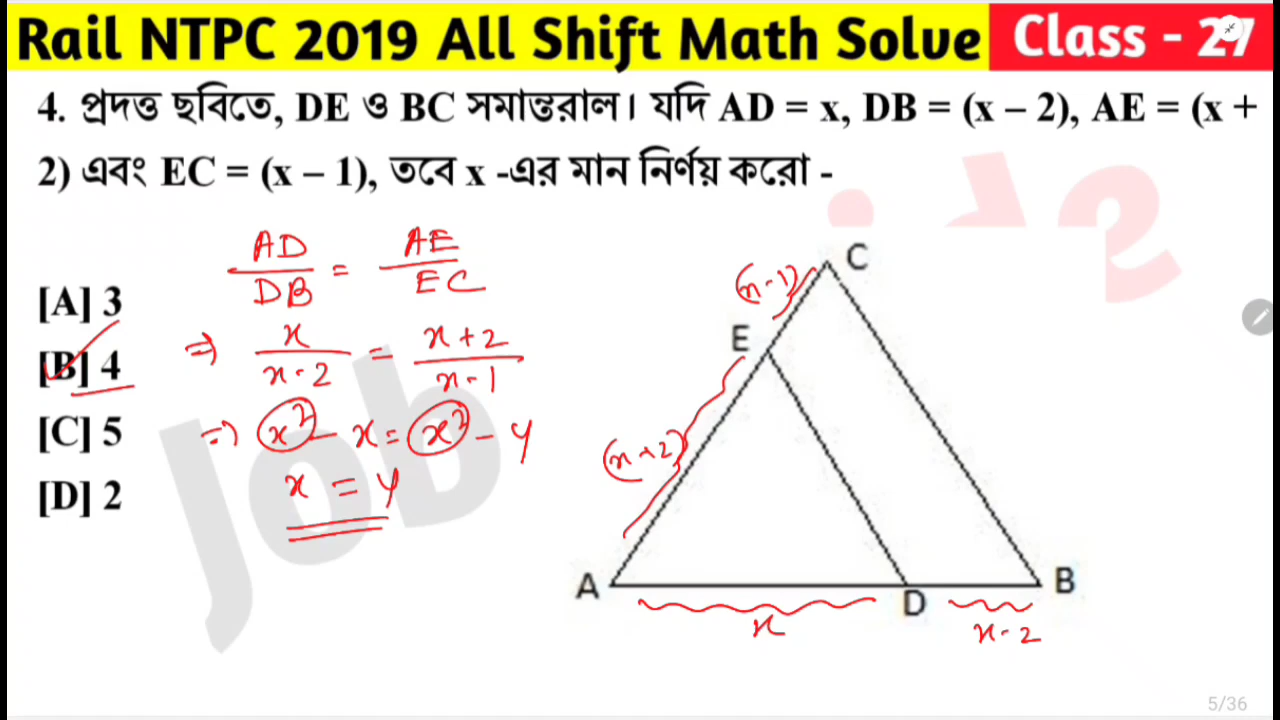 Rail NTPC 2019 All Shift Math Solve Class - 27
4. প্রদত্ত ছবিতে, DE ও BC সমান্তরাল। যদি AD = x, DB = (x – 2), AE = (x +
2) এবং EC = (x – 1), তবে x -এর মান নির্ণয় করো -
AD/DB = AE/EC
[A] 3
⇒ x/x-2 = x+2/x-1
[B] 4
[C] 5
⇒ x² - x = x² - 4
[D] 2
x = 4
C
(x-1)
E
(x+2)
A
D
B
x
x-2
Job
5/36